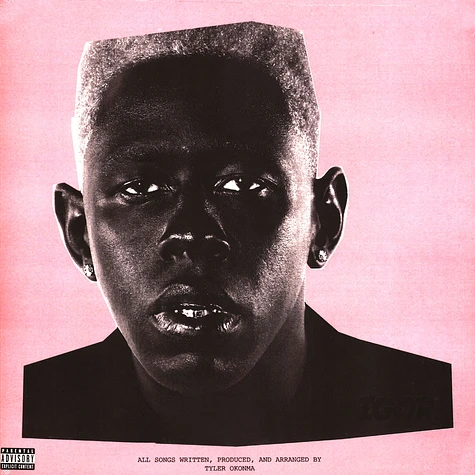 ALL SONGS WRITTEN, PRODUCED, AND ARRANGED BY
TYLER OKONMA
PARENTAL
ADVISORY
EXPLICIT CONTENT